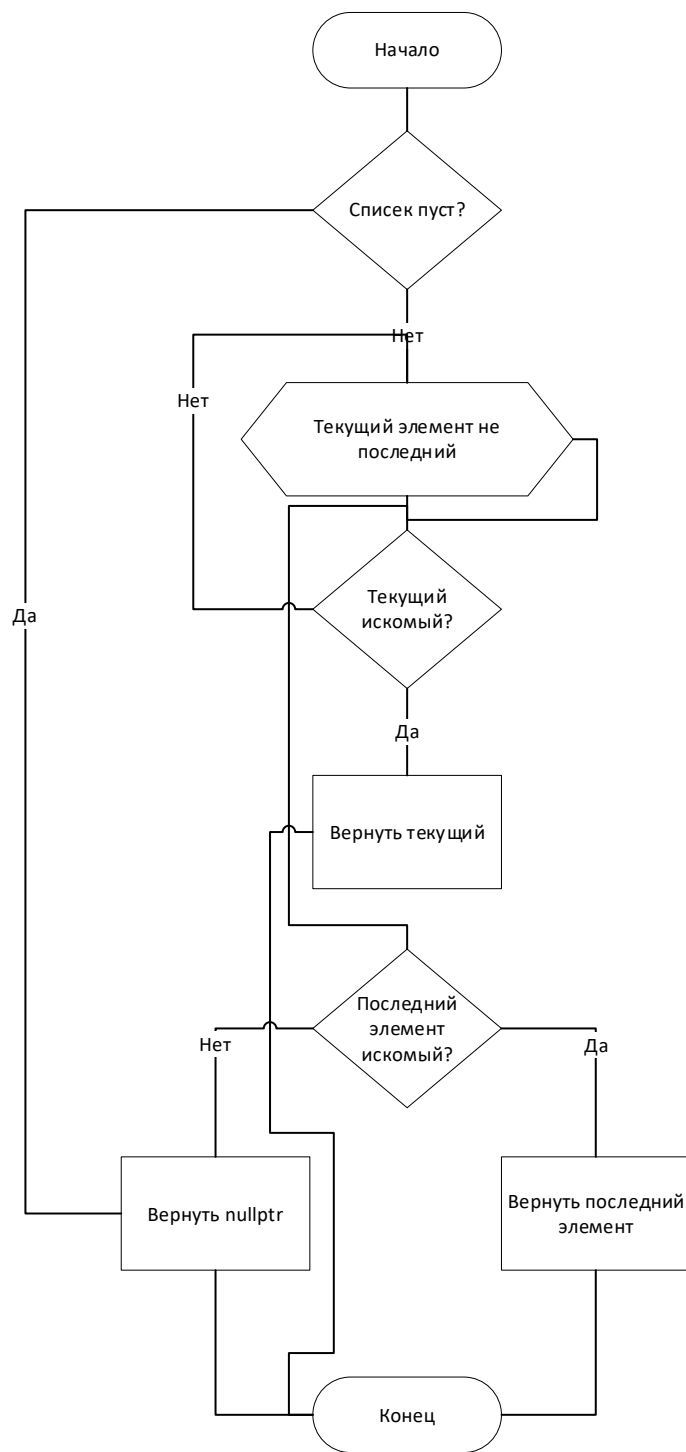 Начало
Списек пуст?
Нет
Нет
Текущий элемент не
последний
Да
Текущий
искомый?
Да
Вернуть текущий
Последний
элемент
искомый?
Нет
Да
Вернуть nullptr
Вернуть последний
элемент
Конец